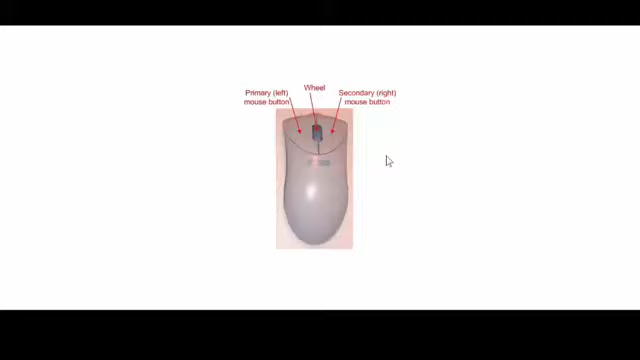 Wheel
Primary (left)
mouse button
Secondary (right)
mouse button